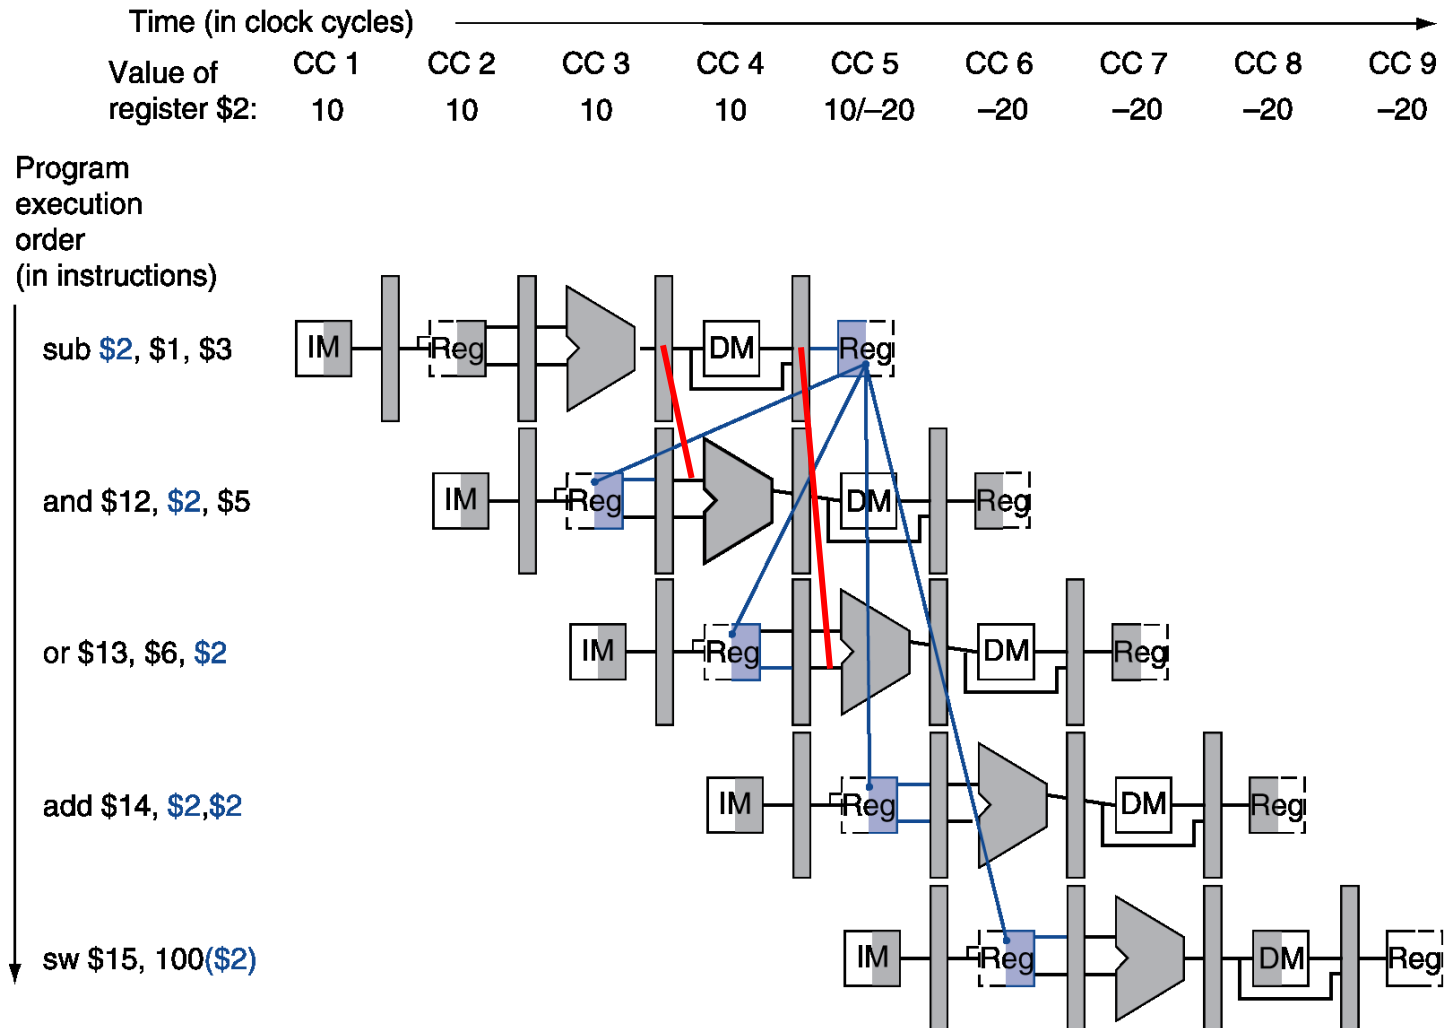 Time (in clock cycles)
Value of register $2:
CC 1 CC 2 CC 3 CC 4 CC 5 CC 6 CC 7 CC 8 CC 9
10 10 10 10 10/–20 –20 –20 –20 –20
Program
execution
order
(in instructions)
sub $2, $1, $3
IM Reg DM Reg
and $12, $2, $5
IM Reg DM Reg
or $13, $6, $2
IM Reg DM Reg
add $14, $2,$2
IM Reg DM Reg
sw $15, 100($2)
IM Reg DM Reg